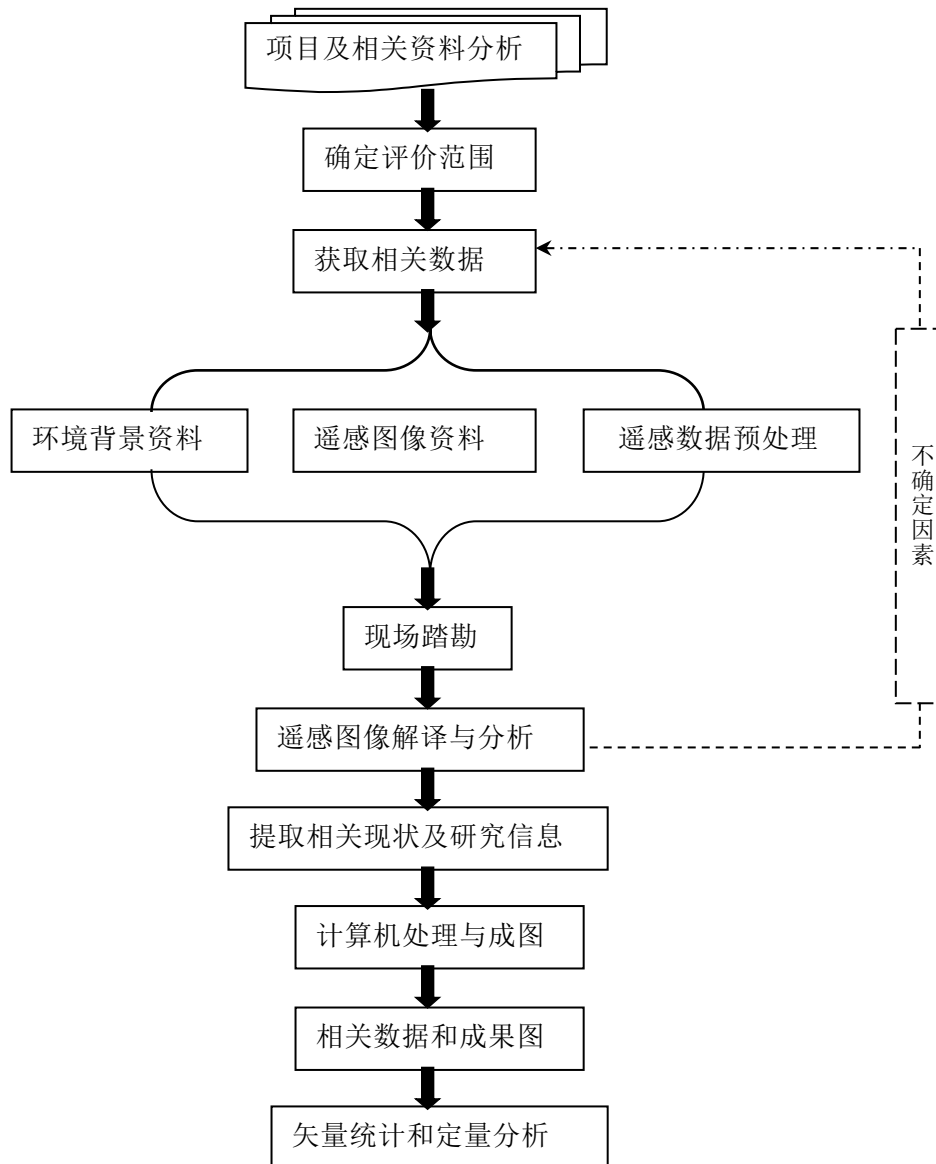 项目及相关资料分析
确定评价范围
获取相关数据
环境背景资料
遥感图像资料
遥感数据预处理
不确定因素
现场踏勘
遥感图像解译与分析
提取相关现状及研究信息
计算机处理与成图
相关数据和成果图
矢量统计和定量分析